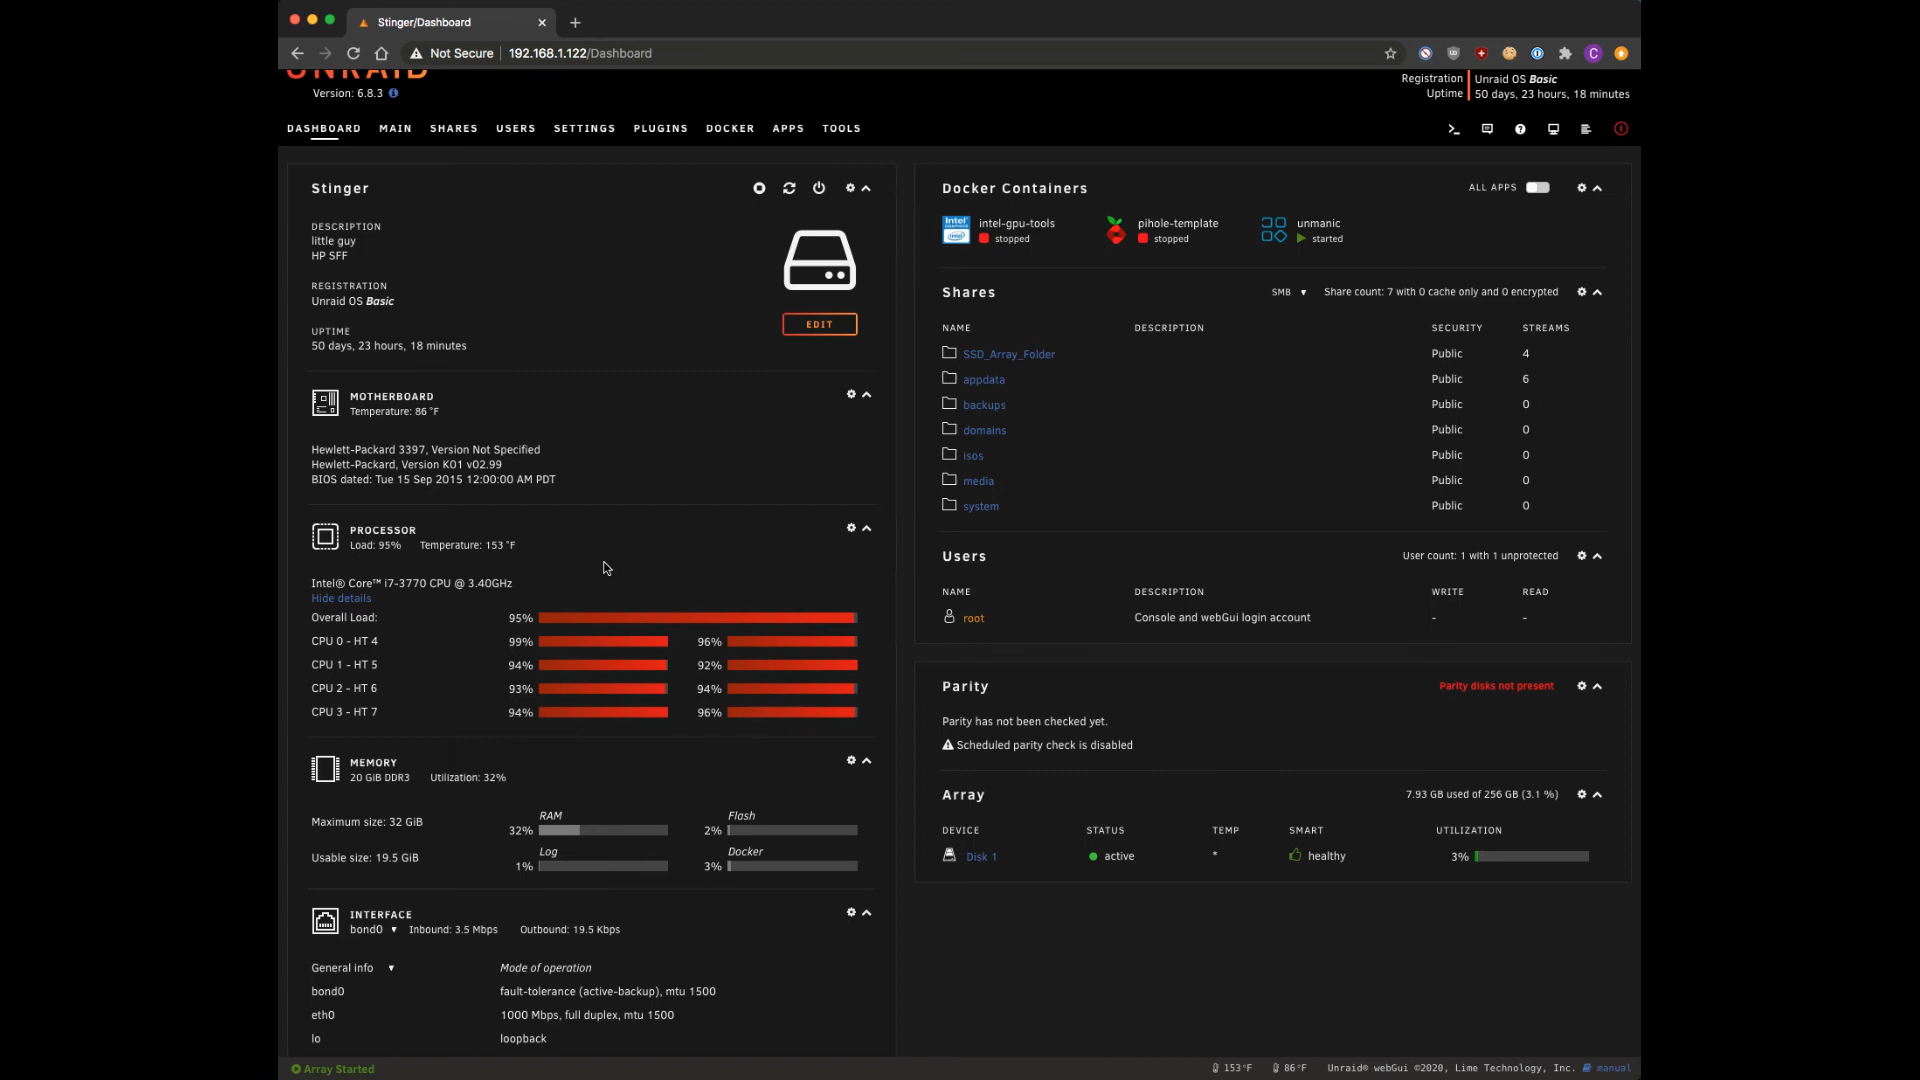 Stinger/Dashboard
Not Secure 192.168.1.122/Dashboard
C
UNRAID
Version: 6.8.3
Registration Unraid OS Basic
Uptime 50 days, 23 hours, 18 minutes
DASHBOARD MAIN SHARES USERS SETTINGS PLUGINS DOCKER APPS TOOLS
Stinger
DESCRIPTION
little guy
HP SFF
REGISTRATION
Unraid OS Basic
EDIT
UPTIME
50 days, 23 hours, 18 minutes
MOTHERBOARD
Temperature: 86 °F
Hewlett-Packard 3397, Version Not Specified
Hewlett-Packard, Version K01 v02.99
BIOS dated: Tue 15 Sep 2015 12:00:00 AM PDT
PROCESSOR
Load: 95% Temperature: 153 °F
Intel® Core™ i7-3770 CPU @ 3.40GHz
Hide details
Overall Load: 95%
CPU 0 - HT 4 99% 96%
CPU 1 - HT 5 94% 92%
CPU 2 - HT 6 93% 94%
CPU 3 - HT 7 94% 96%
MEMORY
20 GiB DDR3 Utilization: 32%
RAM Flash
Maximum size: 32 GiB 32% 2%
Log Docker
Usable size: 19.5 GiB 1% 3%
INTERFACE
bond0 Inbound: 3.5 Mbps Outbound: 19.5 Kbps
General info Mode of operation
bond0 fault-tolerance (active-backup), mtu 1500
eth0 1000 Mbps, full duplex, mtu 1500
lo loopback
Docker Containers ALL APPS
intel intel-gpu-tools pihole-template unmanic
stopped stopped started
Shares SMB Share count: 7 with 0 cache only and 0 encrypted
NAME DESCRIPTION SECURITY STREAMS
SSD_Array_Folder Public 4
appdata Public 6
backups Public 0
domains Public 0
isos Public 0
media Public 0
system Public 0
Users User count: 1 with 1 unprotected
NAME DESCRIPTION WRITE READ
root Console and webGui login account - -
Parity Parity disks not present
Parity has not been checked yet.
Scheduled parity check is disabled
Array 7.93 GB used of 256 GB (3.1 %)
DEVICE STATUS TEMP SMART UTILIZATION
Disk 1 active * healthy 3%
Array Started 153°F 86°F Unraid® webGui ©2020, Lime Technology, Inc. manual